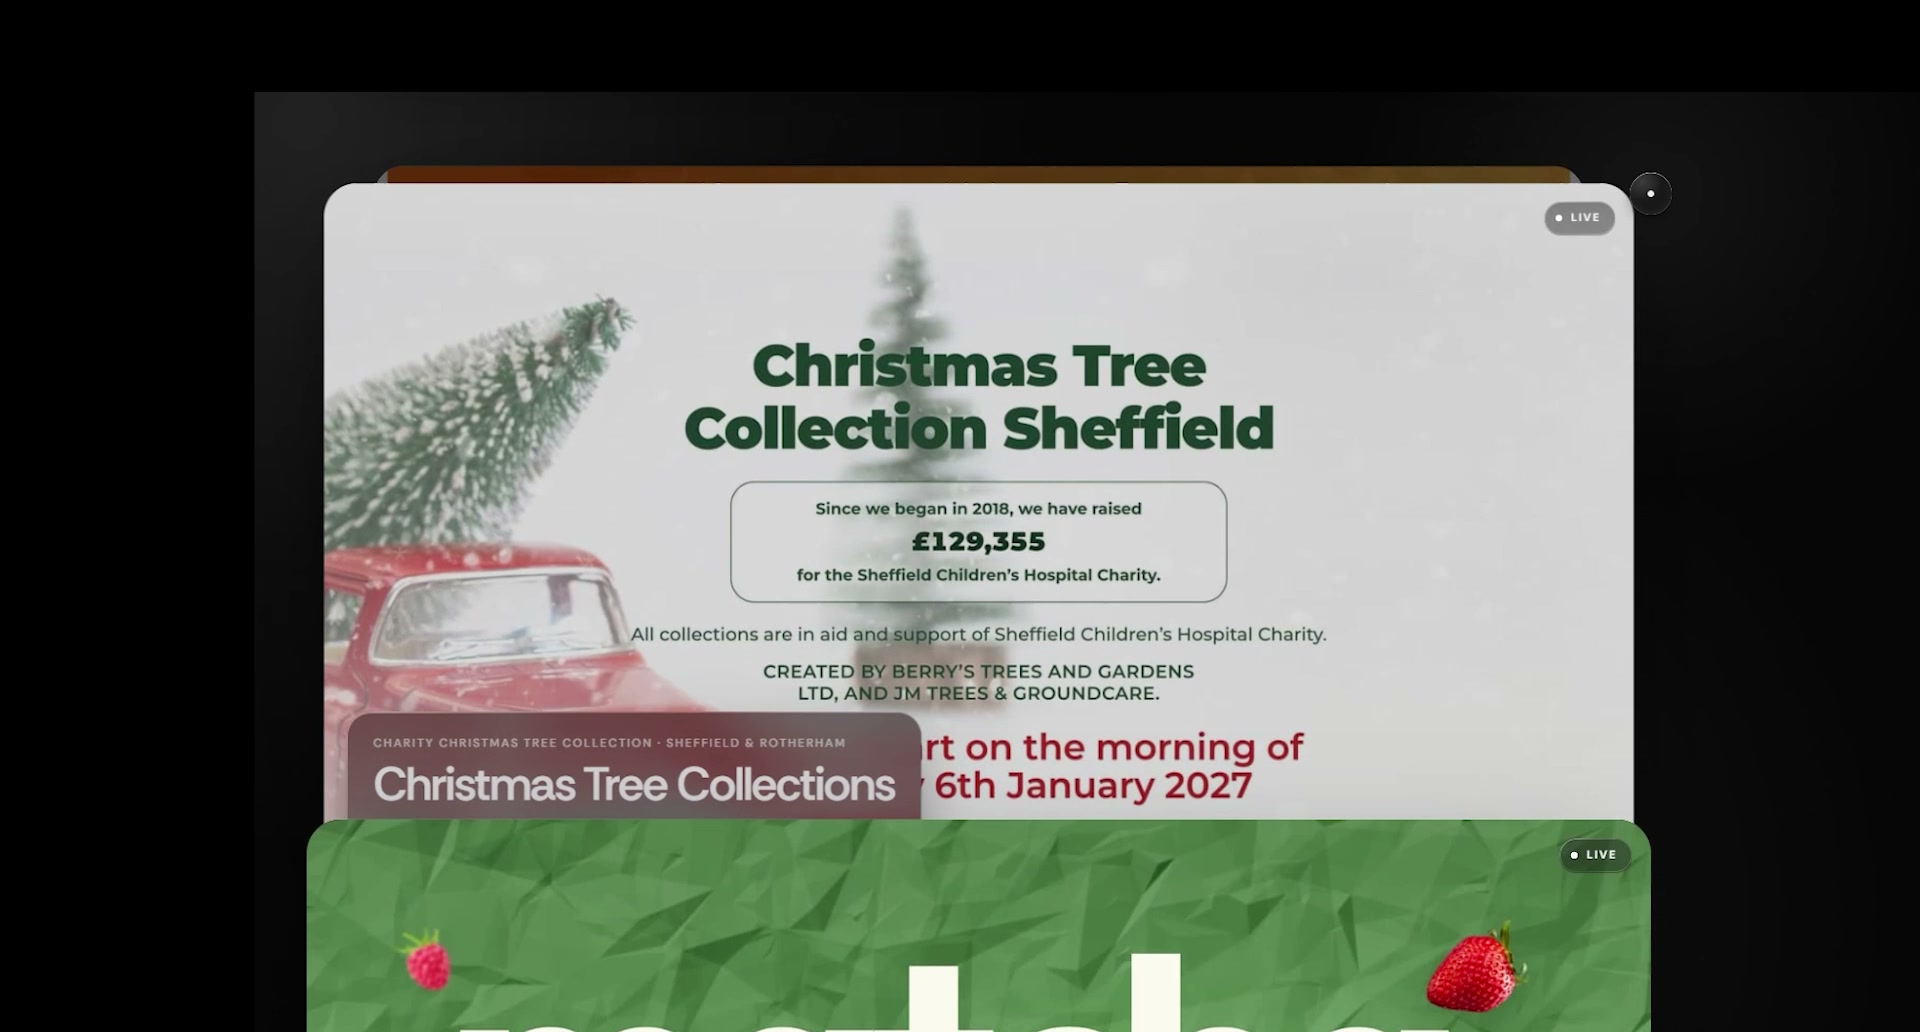 LIVE
Christmas Tree
Collection Sheffield
Since we began in 2018, we have raised
£129,355
for the Sheffield Children's Hospital Charity.
All collections are in aid and support of Sheffield Children's Hospital Charity.
CREATED BY BERRY'S TREES AND GARDENS
LTD, AND JM TREES & GROUNDCARE.
on the morning of
6th January 2027
CHARITY CHRISTMAS TREE COLLECTION · SHEFFIELD & ROTHERHAM
Christmas Tree Collections
LIVE